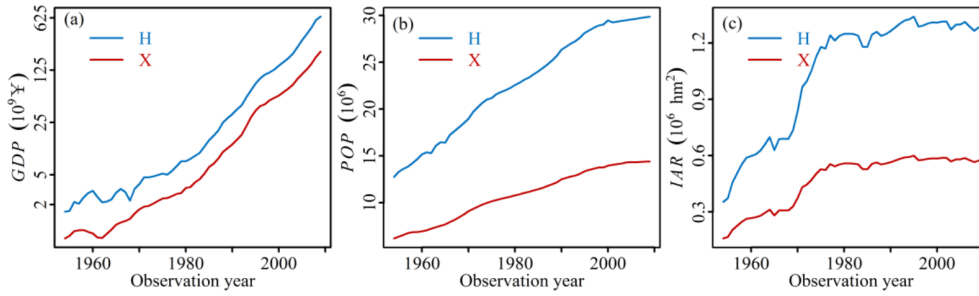 (a)
H
X
GDP (10⁹¥)
625
125
25
5
2
1960 1980 2000
Observation year
(b)
H
X
POP (10⁶)
30
25
20
15
10
1960 1980 2000
Observation year
(c)
H
X
IAR (10⁶ hm²)
1.2
0.9
0.6
0.3
1960 1980 2000
Observation year